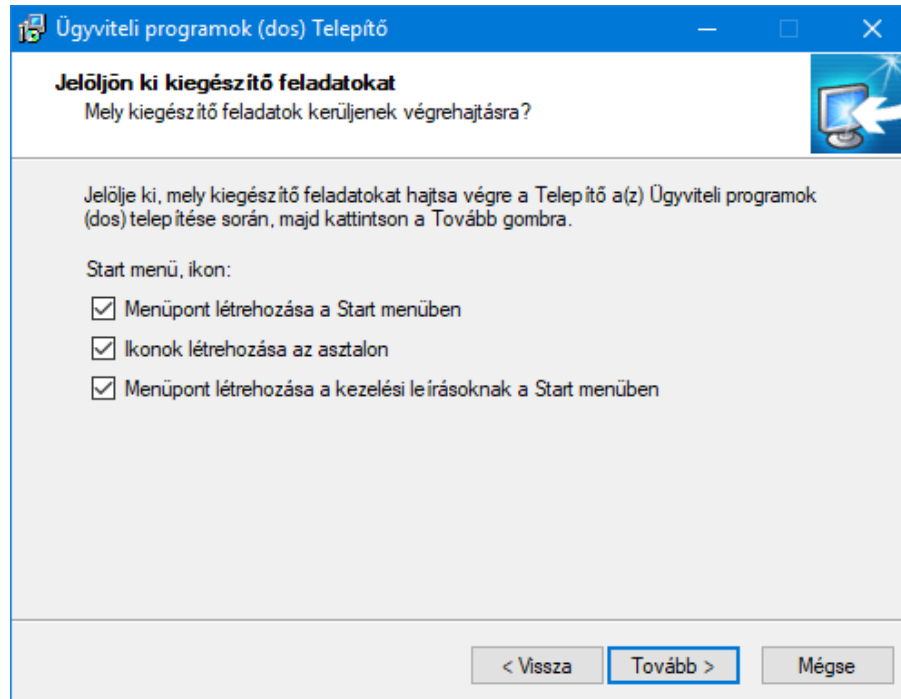 Ügyviteli programok (dos) Telepítő
Jelöljön ki kiegészítő feladatokat
Mely kiegészítő feladatok kerüljenek végrehajtásra?
Jelölje ki, mely kiegészítő feladatokat hajtsa végre a Telepítő a(z) Ügyviteli programok
(dos) telepítése során, majd kattintson a Tovább gombra.
Start menü, ikon:
Menüpont létrehozása a Start menüben
Ikonok létrehozása az asztalon
Menüpont létrehozása a kezelési leírásoknak a Start menüben
< Vissza
Tovább >
Mégse